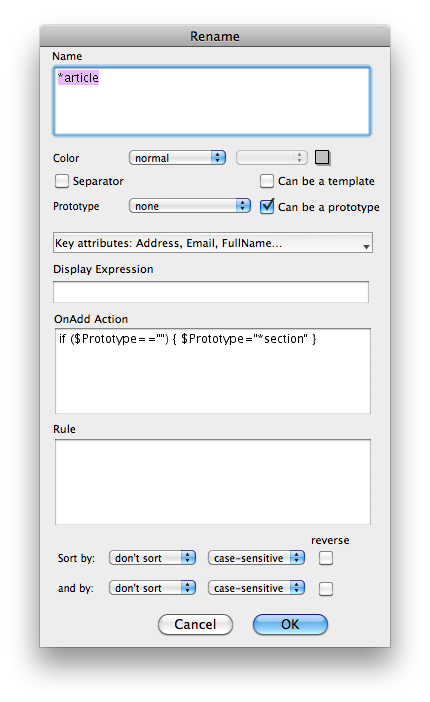 Rename
Name
*article
Color normal
Separator Can be a template
Prototype none Can be a prototype
Key attributes: Address, Email, FullName...
Display Expression
OnAdd Action
if ($Prototype=="") { $Prototype="*section" }
Rule
reverse
Sort by: don't sort case-sensitive
and by: don't sort case-sensitive
Cancel OK